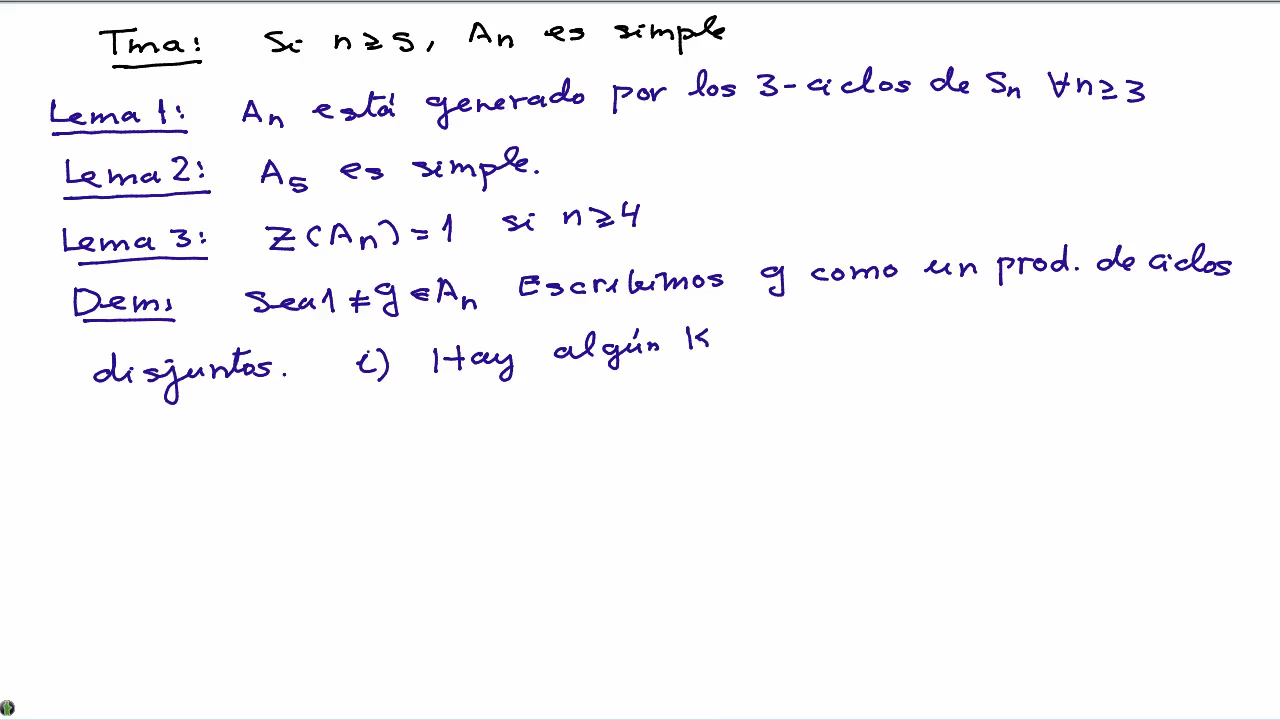 Tma: Si n ≥ 5, An es simple
Lema 1: An está generado por los 3-ciclos de Sn ∀n ≥ 3
Lema 2: A5 es simple.
Lema 3: Z(An) = 1 si n ≥ 4
Dem: Sea 1 ≠ g ∈ An Escribimos g como un prod. de ciclos
disjuntos. i) Hay algún K